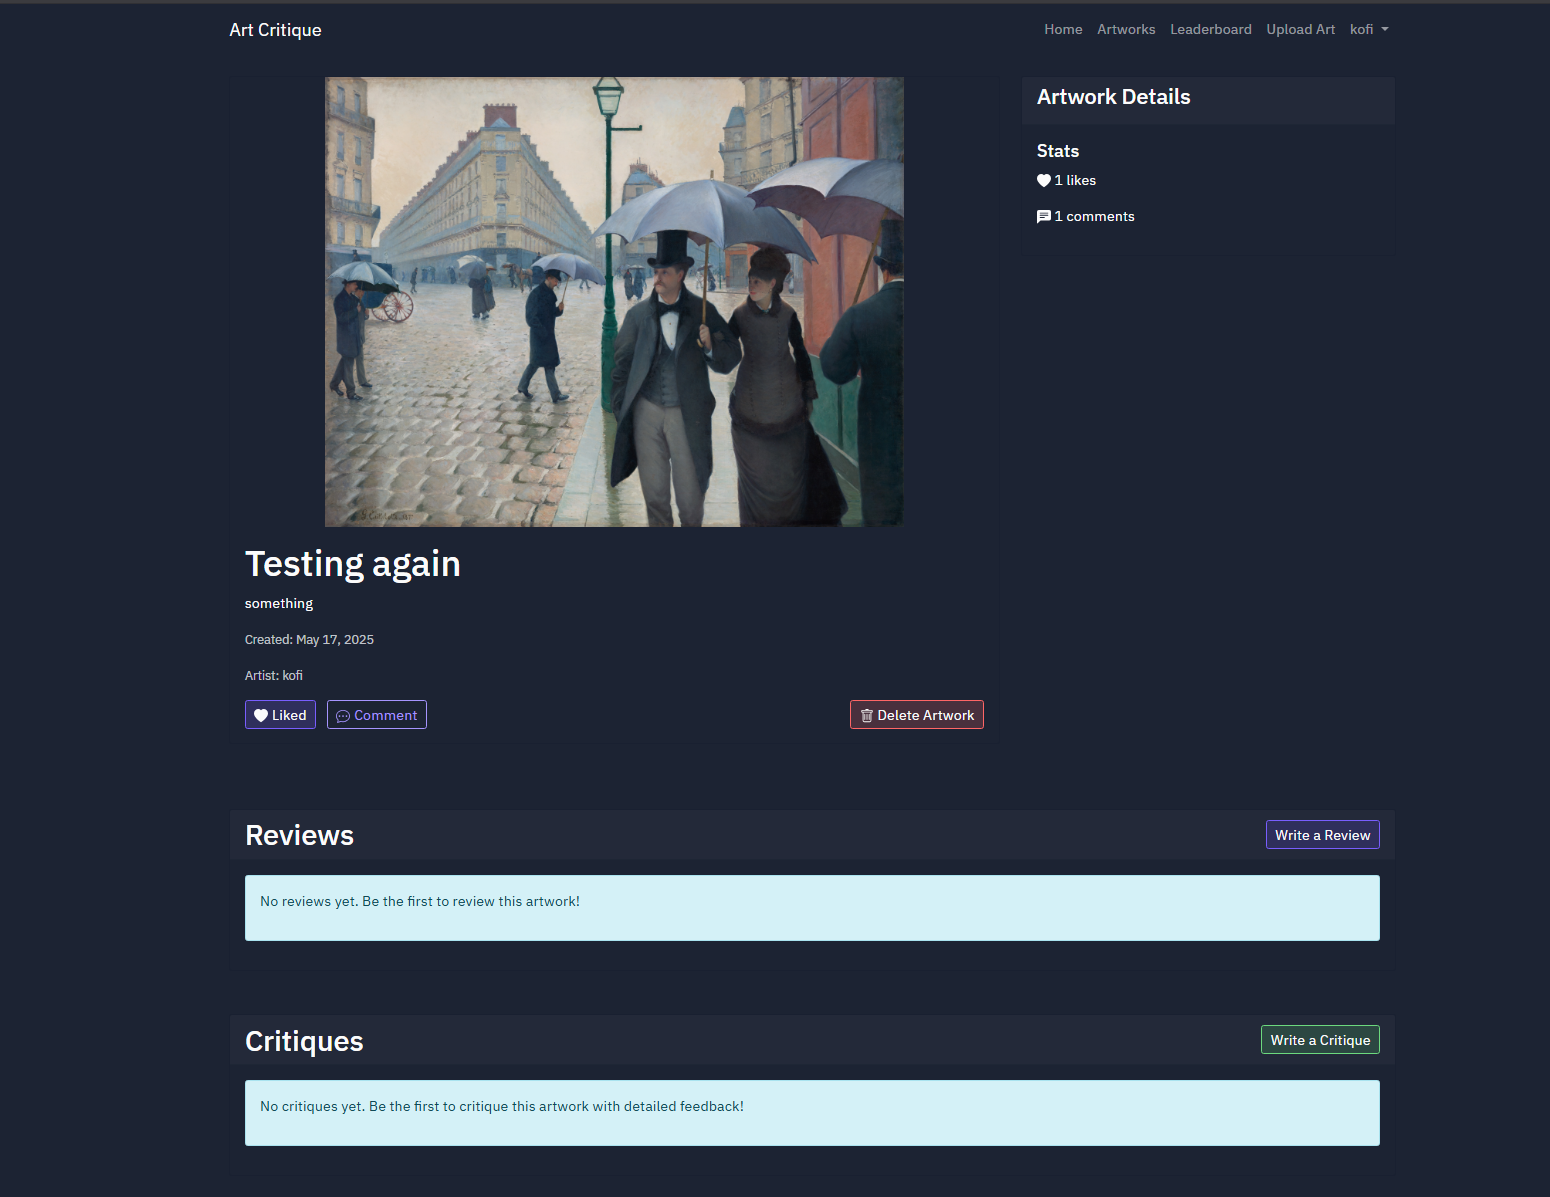 Art Critique
Home Artworks Leaderboard Upload Art kofi
Artwork Details
Stats
1 likes
1 comments
Testing again
something
Created: May 17, 2025
Artist: kofi
Liked Comment Delete Artwork
Reviews
Write a Review
No reviews yet. Be the first to review this artwork!
Critiques
Write a Critique
No critiques yet. Be the first to critique this artwork with detailed feedback!